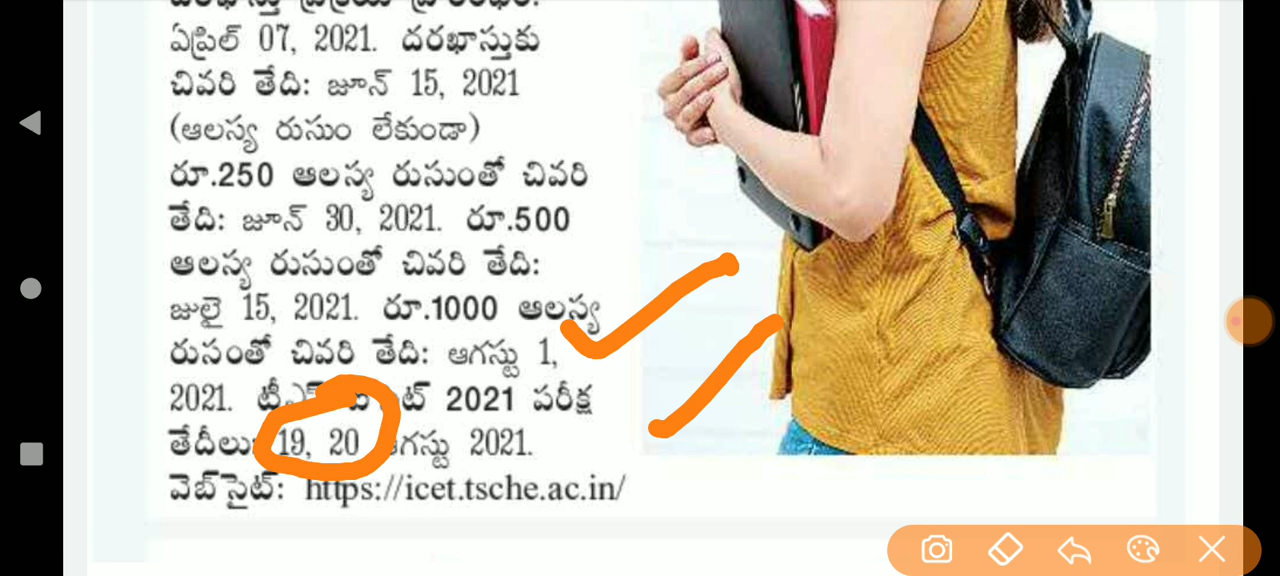 ఏప్రిల్ 07, 2021. దరఖాస్తుకు
చివరి తేది: జూన్ 15, 2021
(ఆలస్య రుసుం లేకుండా)
రూ.250 ఆలస్య రుసుంతో చివరి
తేది: జూన్ 30, 2021. రూ.500
ఆలస్య రుసుంతో చివరి తేది:
జులై 15, 2021. రూ.1000 ఆలస్య
రుసంతో చివరి తేది: ఆగస్టు 1,
2021. 2021 పరీక్ష
తేదీలు: 19, 20 ఆగస్టు 2021.
వెబ్‌సైట్: https://icet.tsche.ac.in/